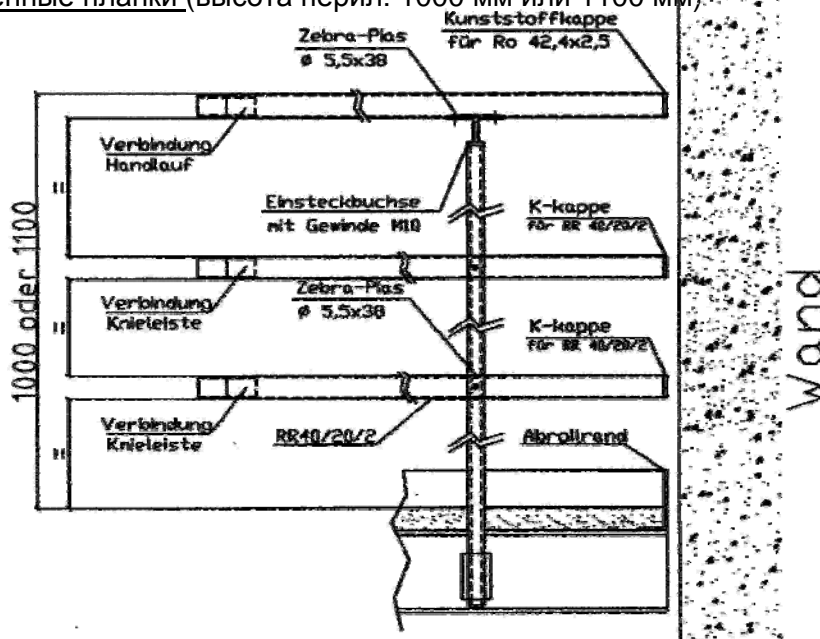 енные планки (высота перил: 1000 мм или 1100 мм)
Zebra-Pias
ø 5,5x38
Kunststoffkappe
für Ro 42,4x2,5
Verbindung
Handlauf
Einsteckbuchse
mit Gewinde M10
K-kappe
für RR 40/20/2
Verbindung
Knieleiste
Zebra-Pias
ø 5,5x38
K-kappe
für RR 40/20/2
Verbindung
Knieleiste
RR40/20/2
Abrollrand
1000 oder 1100
Wand